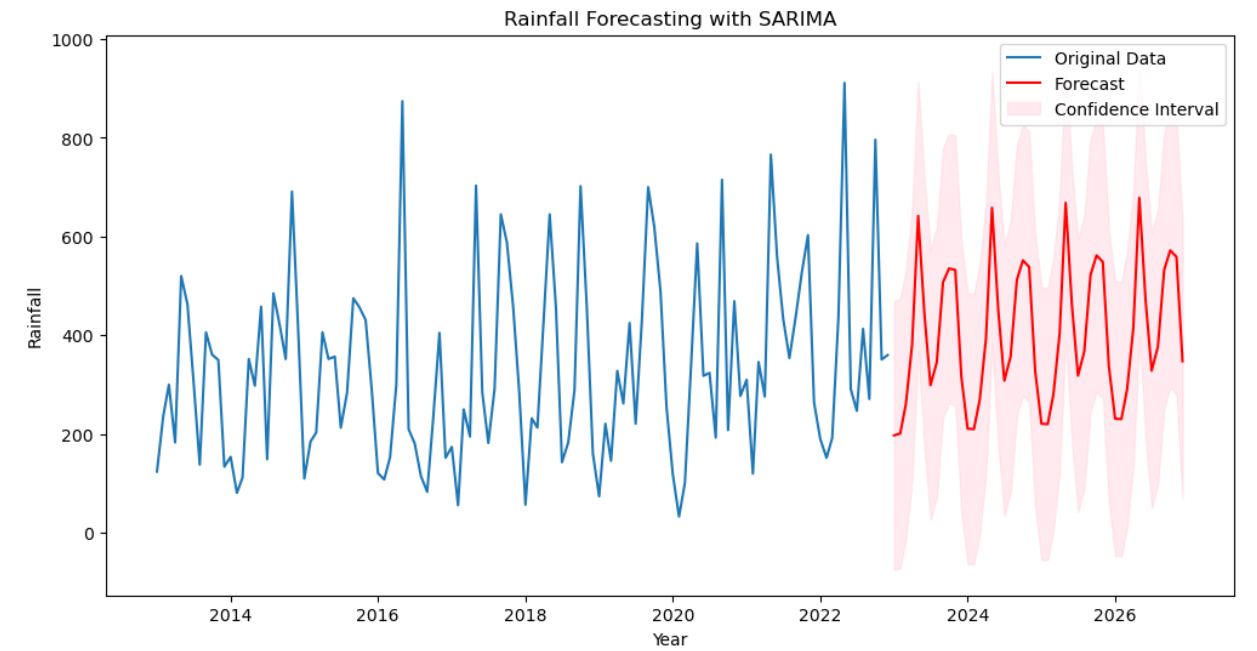 Rainfall Forecasting with SARIMA
1000
800
600
400
200
0
Rainfall
Original Data
Forecast
Confidence Interval
2014 2016 2018 2020 2022 2024 2026
Year